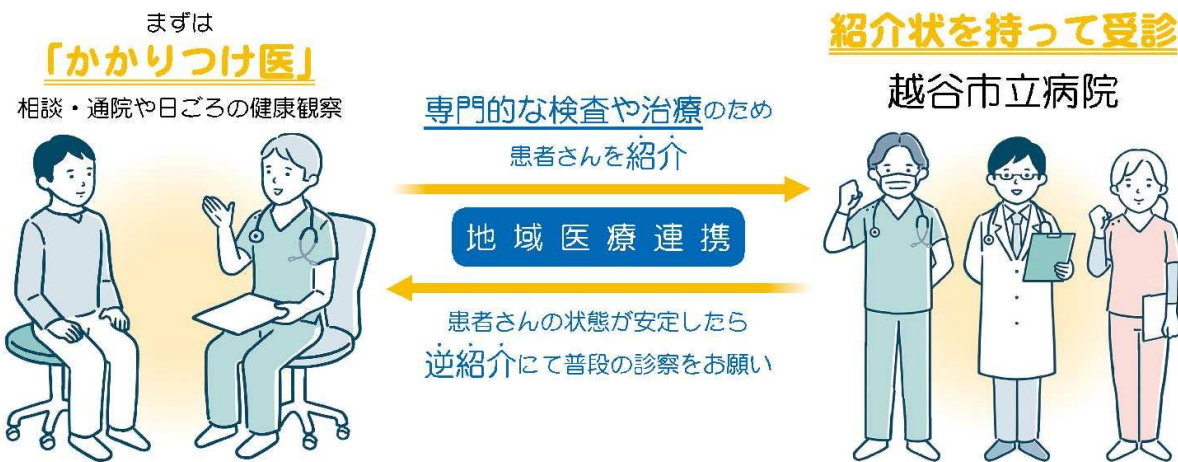 まずは
「かかりつけ医」
相談・通院や日ごろの健康観察
専門的な検査や治療のため
患者さんを紹介
地域医療連携
患者さんの状態が安定したら
逆紹介にて普段の診察をお願い
紹介状を持って受診
越谷市立病院